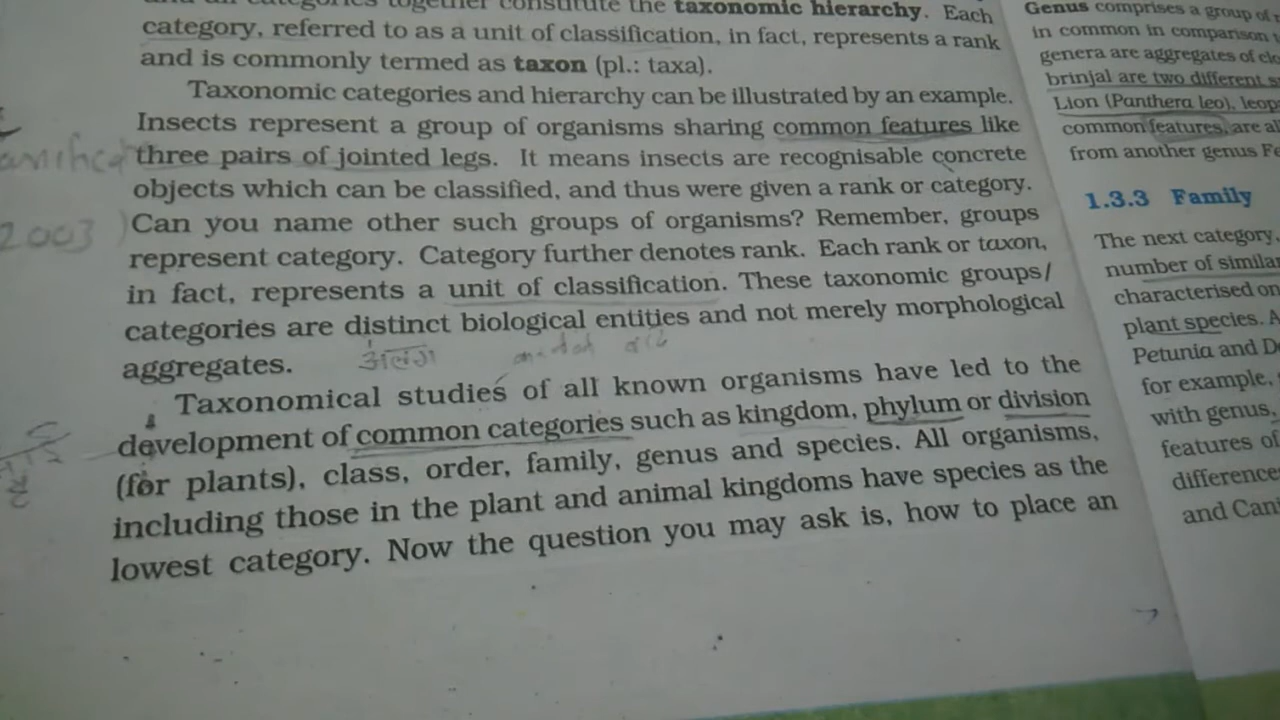 and all categories together constitute the taxonomic hierarchy. Each
category, referred to as a unit of classification, in fact, represents a rank
and is commonly termed as taxon (pl.: taxa).
Taxonomic categories and hierarchy can be illustrated by an example.
Insects represent a group of organisms sharing common features like
three pairs of jointed legs. It means insects are recognisable concrete
objects which can be classified, and thus were given a rank or category.
2003
Can you name other such groups of organisms? Remember, groups
represent category. Category further denotes rank. Each rank or taxon,
in fact, represents a unit of classification. These taxonomic groups/
categories are distinct biological entities and not merely morphological
aggregates.
अलग
Taxonomical studies of all known organisms have led to the
development of common categories such as kingdom, phylum or division
(for plants), class, order, family, genus and species. All organisms,
including those in the plant and animal kingdoms have species as the
lowest category. Now the question you may ask is, how to place an
Genus comprises a group of
in common in comparison
genera are aggregates of
brinjal are two different
Lion (Panthera leo),
common features, are
from another genus
1.3.3 Family
The next category,
number of similar
characterised on
plant species.
Petunia and
for example,
with genus,
features of
and